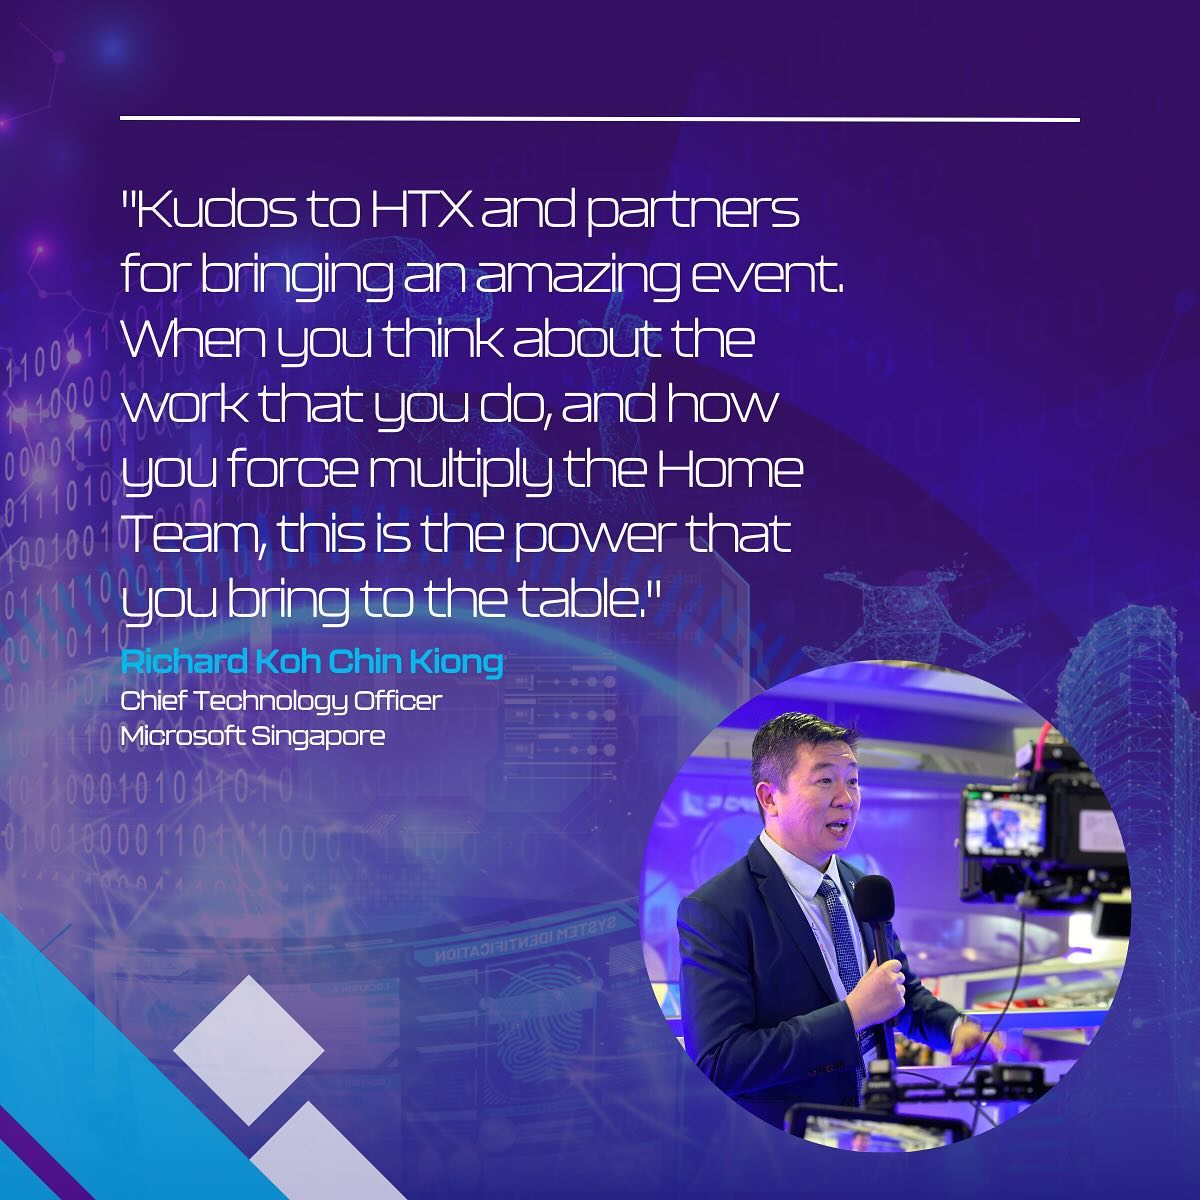 "Kudos to HTX and partners
for bringing an amazing event.
When you think about the
work that you do, and how
you force multiply the Home
Team, this is the power that
you bring to the table."
Richard Koh Chin Kiong
Chief Technology Officer
Microsoft Singapore
SYSTEM IDENTIFICATION